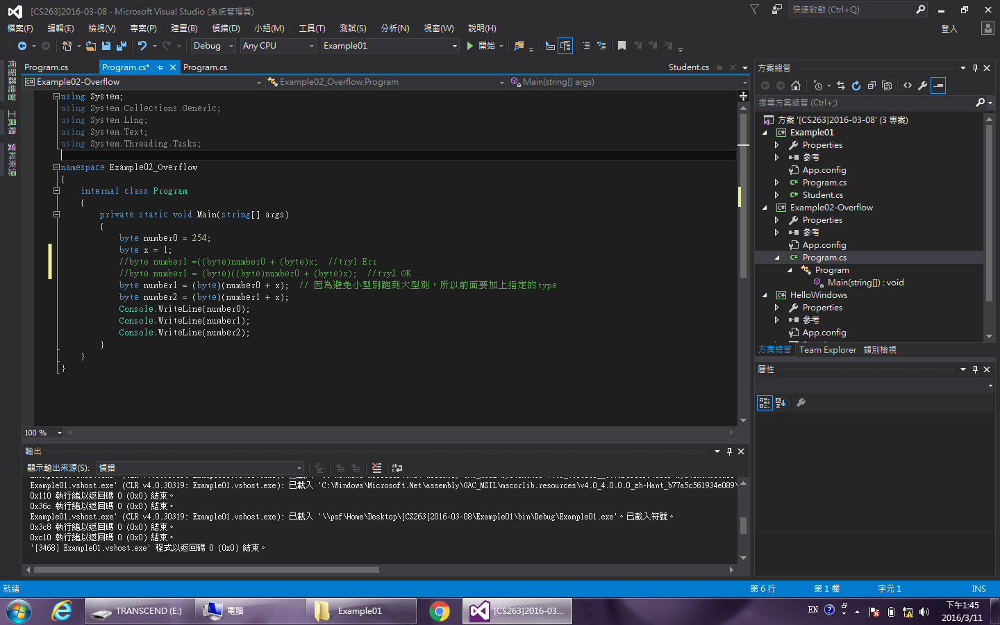 [CS263]2016-03-08 - Microsoft Visual Studio (系統管理員)
快速啟動 (Ctrl+Q)
檔案(F) 編輯(E) 檢視(V) 專案(P) 建置(B) 偵錯(D) 小組(M) 工具(T) 測試(S) 分析(N) 視窗(W) 說明(H)
登入
Debug Any CPU Example01 開始
伺服器總管
工具箱
資料來源
Program.cs Program.cs* Program.cs Student.cs
Example02-Overflow Example02_Overflow.Program Main(string[] args)
using System;
using System.Collections.Generic;
using System.Linq;
using System.Text;
using System.Threading.Tasks;
namespace Example02_Overflow
{
internal class Program
{
private static void Main(string[] args)
{
byte number0 = 254;
byte x = 1;
//byte number1 =((byte)number0 + (byte)x; //try1 Err
//byte number1 = (byte)((byte)number0 + (byte)x); //try2 OK
byte number1 = (byte)(number0 + x); // 因為避免小型別跑到大型別，所以前面要加上指定的type
byte number2 = (byte)(number1 + x);
Console.WriteLine(number0);
Console.WriteLine(number1);
Console.WriteLine(number2);
}
}
}
100 %
輸出
顯示輸出來源(S): 偵錯
Example01.vshost.exe' (CLR v4.0.30319: Example01.vshost.exe): 已載入 'C:\Windows\Microsoft.Net\assembly\GAC_MSIL\mscorlib.resources\v4.0_4.0.0.0_zh-Hant_b77a5c561934e089\
0x110 執行緒以返回碼 0 (0x0) 結束。
0x36c 執行緒以返回碼 0 (0x0) 結束。
Example01.vshost.exe' (CLR v4.0.30319: Example01.vshost.exe): 已載入 '\\psf\Home\Desktop\[CS263]2016-03-08\Example01\bin\Debug\Example01.exe'。已載入符號。
0x3c8 執行緒以返回碼 0 (0x0) 結束。
0xc10 執行緒以返回碼 0 (0x0) 結束。
'[3468] Example01.vshost.exe' 程式以返回碼 0 (0x0) 結束。
方案總管
搜尋方案總管 (Ctrl+;)
方案 '[CS263]2016-03-08' (3 專案)
C# Example01
Properties
參考
App.config
C# Program.cs
C# Student.cs
C# Example02-Overflow
Properties
參考
App.config
C# Program.cs
Program
Main(string[]) : void
C# HelloWindows
Properties
參考
App.config
方案總管 Team Explorer 類別檢視
屬性
就緒 第 6 行 第 1 欄 字元 1 INS
TRANSCEND (E:) 電腦 Example01 [CS263]2016-03...
EN
下午 1:45
2016/3/11